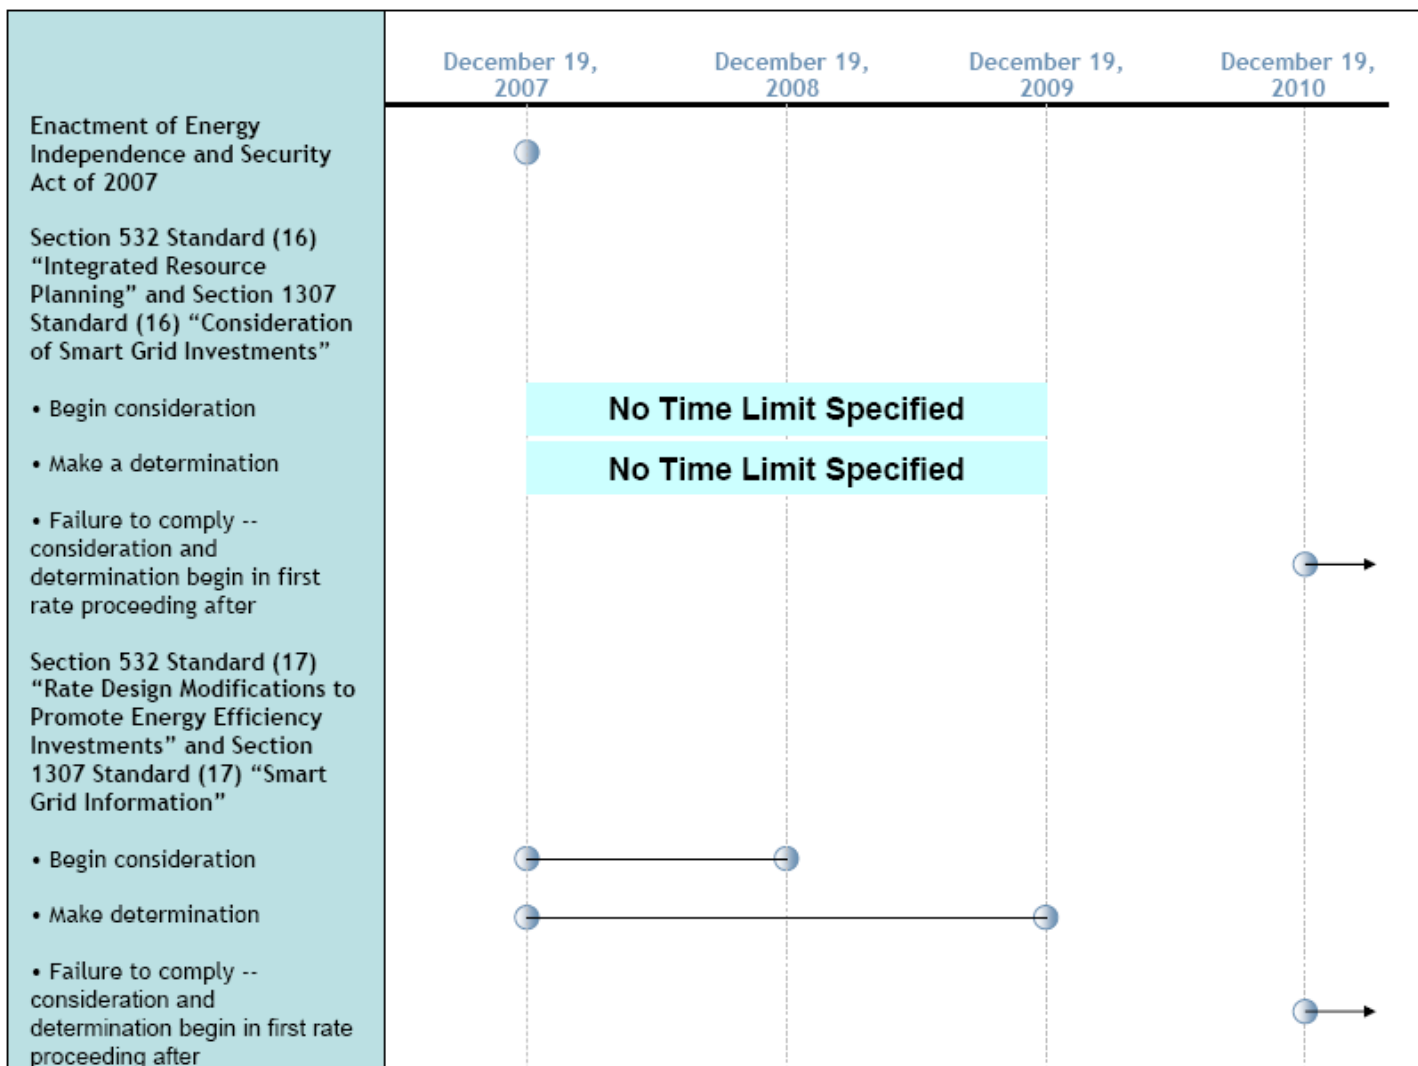 December 19,
2007
December 19,
2008
December 19,
2009
December 19,
2010
Enactment of Energy
Independence and Security
Act of 2007
Section 532 Standard (16)
“Integrated Resource
Planning” and Section 1307
Standard (16) “Consideration
of Smart Grid Investments”
• Begin consideration
No Time Limit Specified
• Make a determination
No Time Limit Specified
• Failure to comply --
consideration and
determination begin in first
rate proceeding after
Section 532 Standard (17)
“Rate Design Modifications to
Promote Energy Efficiency
Investments” and Section
1307 Standard (17) “Smart
Grid Information”
• Begin consideration
• Make determination
• Failure to comply --
consideration and
determination begin in first rate
proceeding after